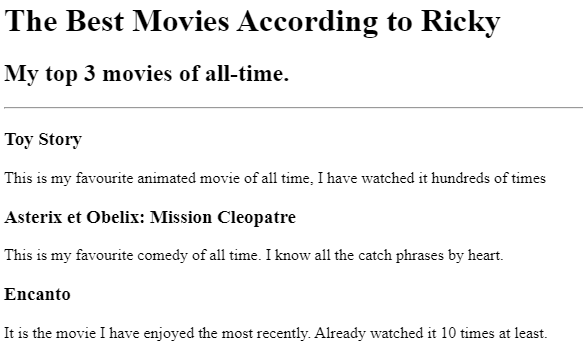 The Best Movies According to Ricky
My top 3 movies of all-time.
Toy Story
This is my favourite animated movie of all time, I have watched it hundreds of times
Asterix et Obelix: Mission Cleopatre
This is my favourite comedy of all time. I know all the catch phrases by heart.
Encanto
It is the movie I have enjoyed the most recently. Already watched it 10 times at least.